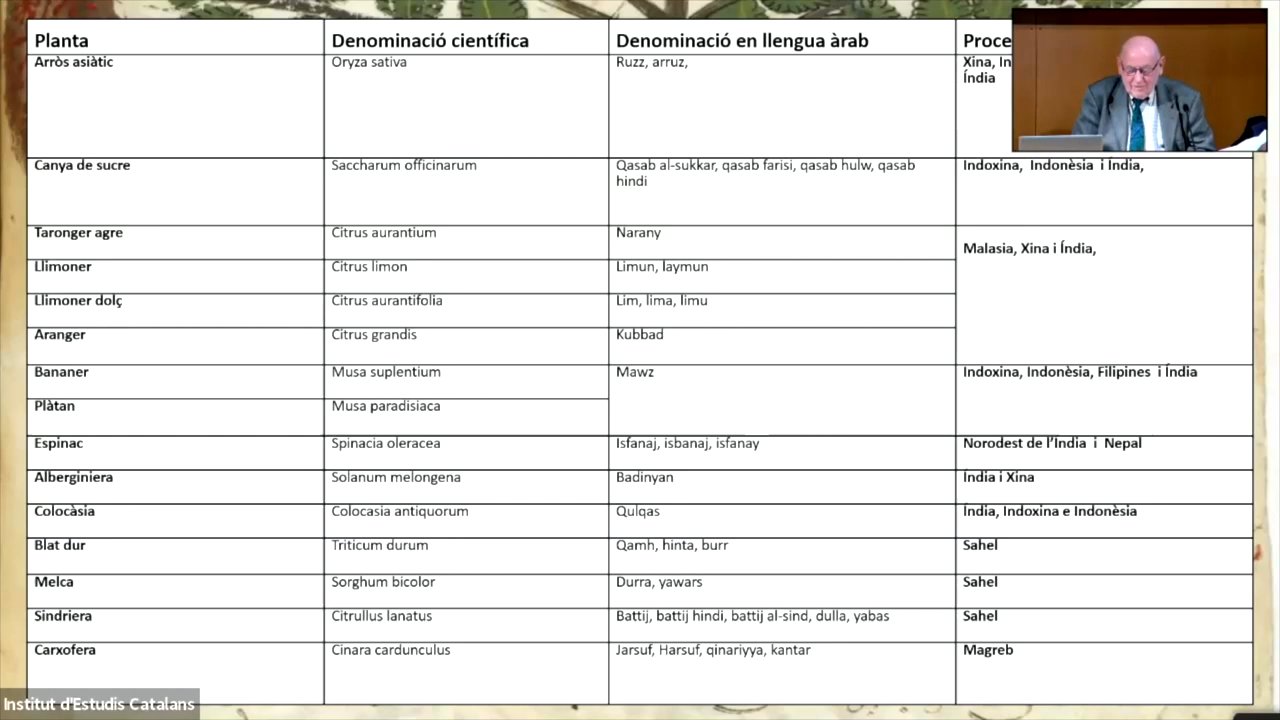 Planta Denominació científica Denominació en llengua àrab
Arròs asiàtic Oryza sativa Ruzz, arruz, Xina,
Índia
Canya de sucre Saccharum officinarum Qasab al-sukkar, qasab farisi, qasab hulw, qasab Indoxina, Indonèsia i Índia,
hindi
Taronger agre Citrus aurantium Narany
Malasia, Xina i Índia,
Llimoner Citrus limon Limun, laymun
Llimoner dolç Citrus aurantifolia Lim, lima, limu
Aranger Citrus grandis Kubbad
Bananer Musa suplentium Mawz Indoxina, Indonèsia, Filipines i Índia
Plàtan Musa paradisiaca
Espinac Spinacia oleracea Isfanaj, isbanaj, isfanay Norodest de l'Índia i Nepal
Alberginiera Solanum melongena Badinyan Índia i Xina
Colocàsia Colocasia antiquorum Qulqas Índia, Indoxina e Indonèsia
Blat dur Triticum durum Qamh, hinta, burr Sahel
Melca Sorghum bicolor Durra, yawars Sahel
Sindriera Citrullus lanatus Battij, battij hindi, battij al-sind, dulla, yabas Sahel
Carxofera Cinara cardunculus Jarsuf, Harsuf, qinariyya, kantar Magreb
Institut d'Estudis Catalans